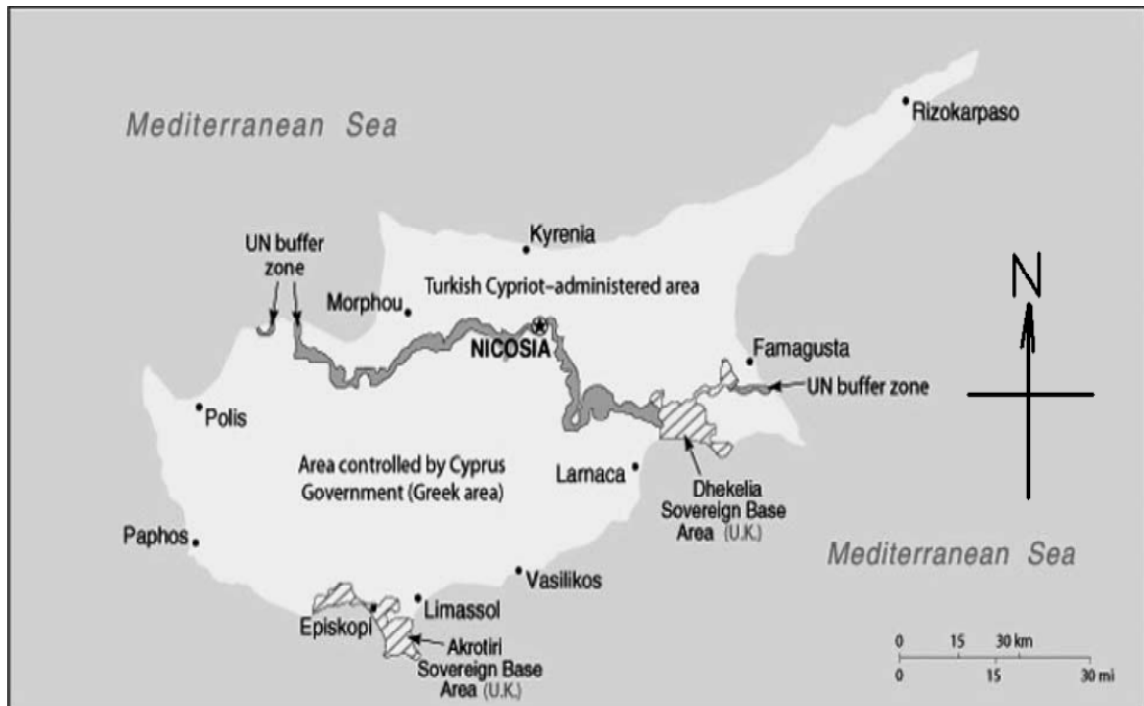 Mediterranean Sea
Rizokarpaso
Kyrenia
UN buffer
zone
Turkish Cypriot–administered area
Morphou
N
NICOSIA
Famagusta
UN buffer zone
Polis
Area controlled by Cyprus
Government (Greek area)
Larnaca
Dhekelia
Sovereign Base
Area (U.K.)
Paphos
Mediterranean Sea
Vasilikos
Limassol
Episkopi
Akrotiri
Sovereign Base
Area (U.K.)
0 15 30 km
0 15 30 mi